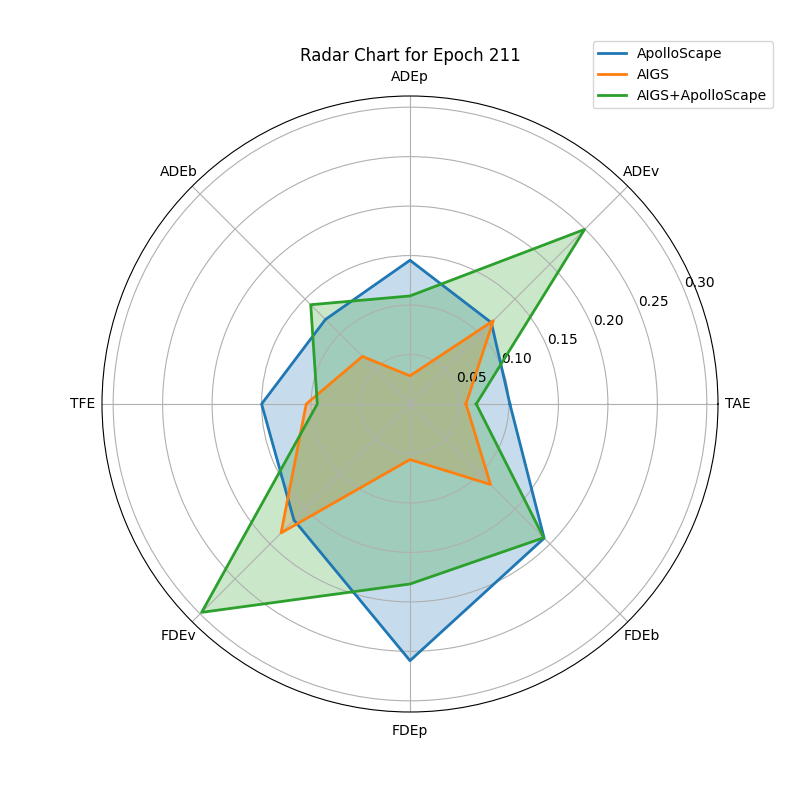 Radar Chart for Epoch 211
ApolloScape
AIGS
AIGS+ApolloScape
ADEp
ADEb
ADEv
0.30
0.25
0.20
0.15
0.10
0.05
TFE
TAE
FDEv
FDEb
FDEp